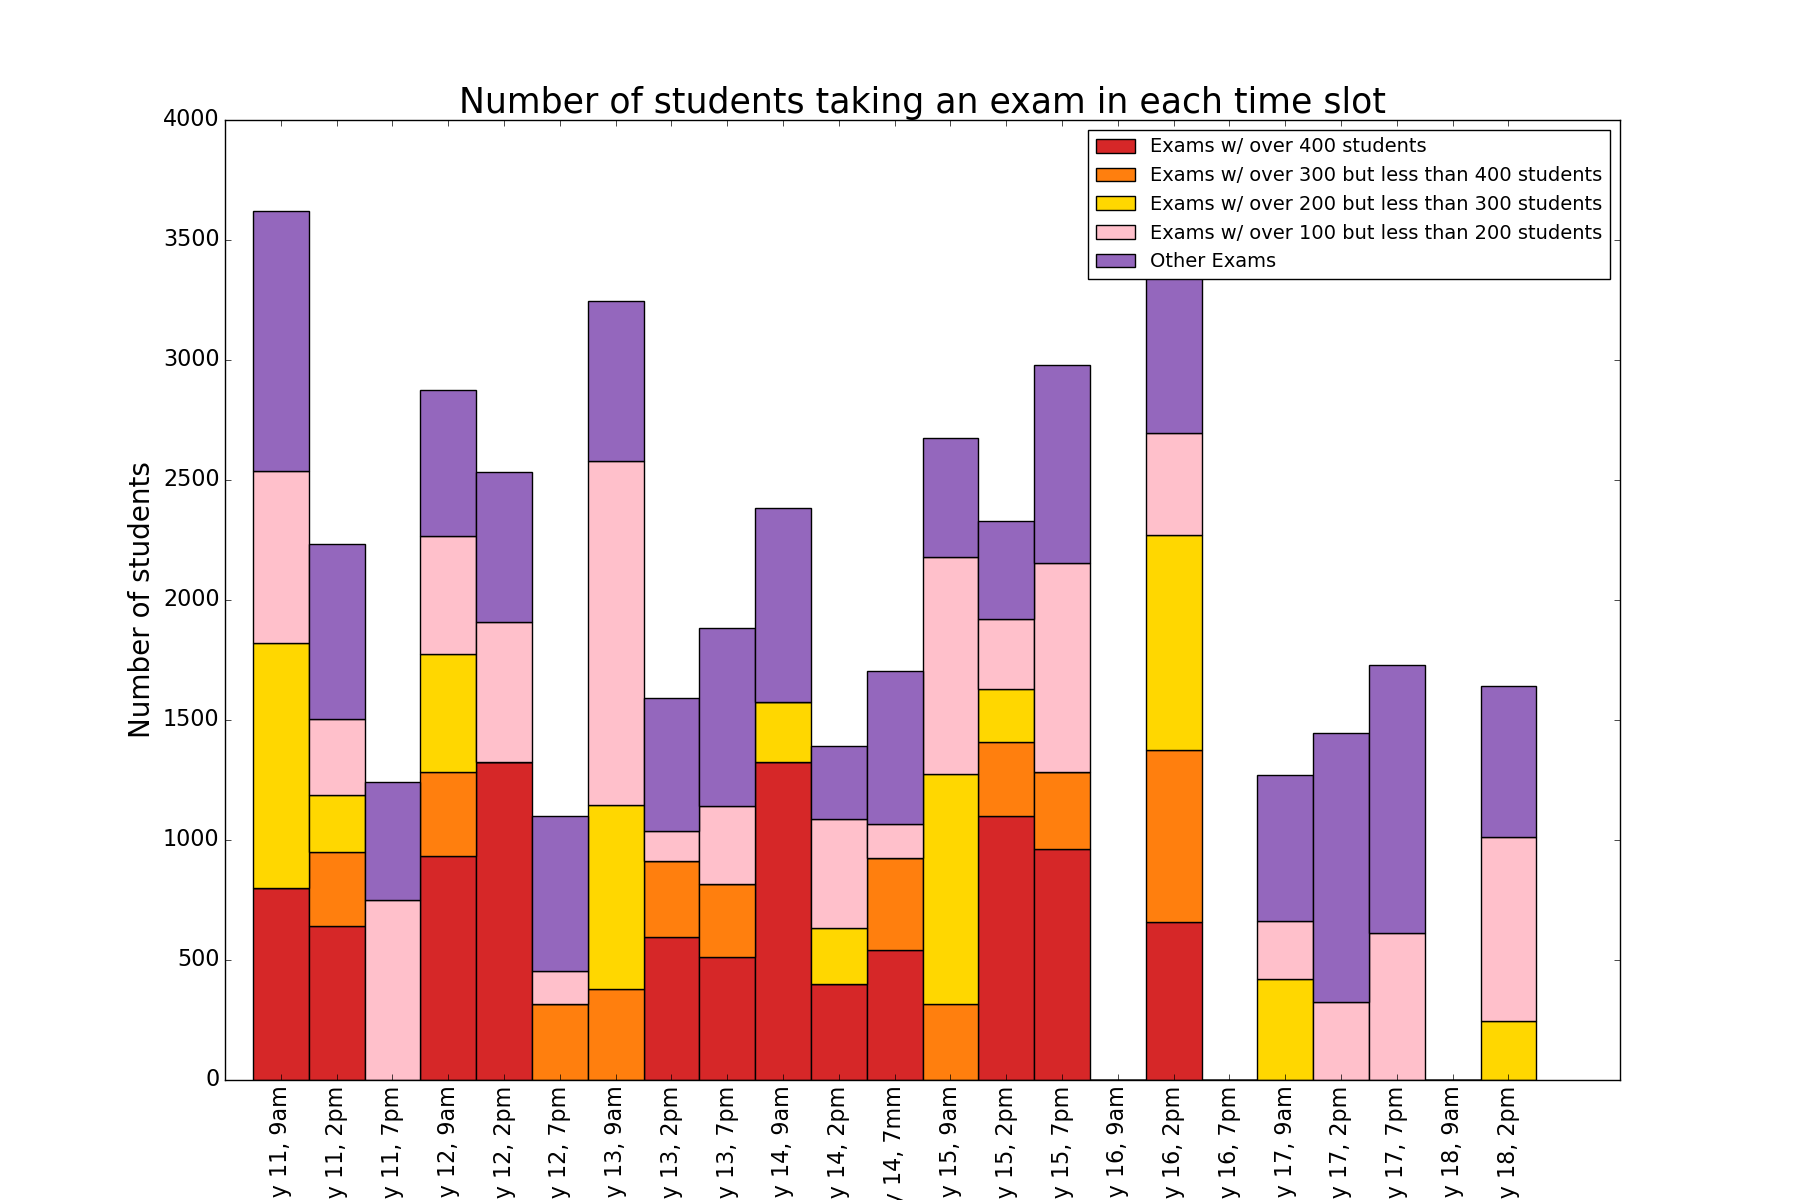 Number of students taking an exam in each time slot
Exams w/ over 400 students
Exams w/ over 300 but less than 400 students
Exams w/ over 200 but less than 300 students
Exams w/ over 100 but less than 200 students
Other Exams
Number of students
4000
3500
3000
2500
2000
1500
1000
500
0
y 11, 9am
y 11, 2pm
y 11, 7pm
y 12, 9am
y 12, 2pm
y 12, 7pm
y 13, 9am
y 13, 2pm
y 13, 7pm
y 14, 9am
y 14, 2pm
y 14, 7mm
y 15, 9am
y 15, 2pm
y 15, 7pm
y 16, 9am
y 16, 2pm
y 16, 7pm
y 17, 9am
y 17, 2pm
y 17, 7pm
y 18, 9am
y 18, 2pm